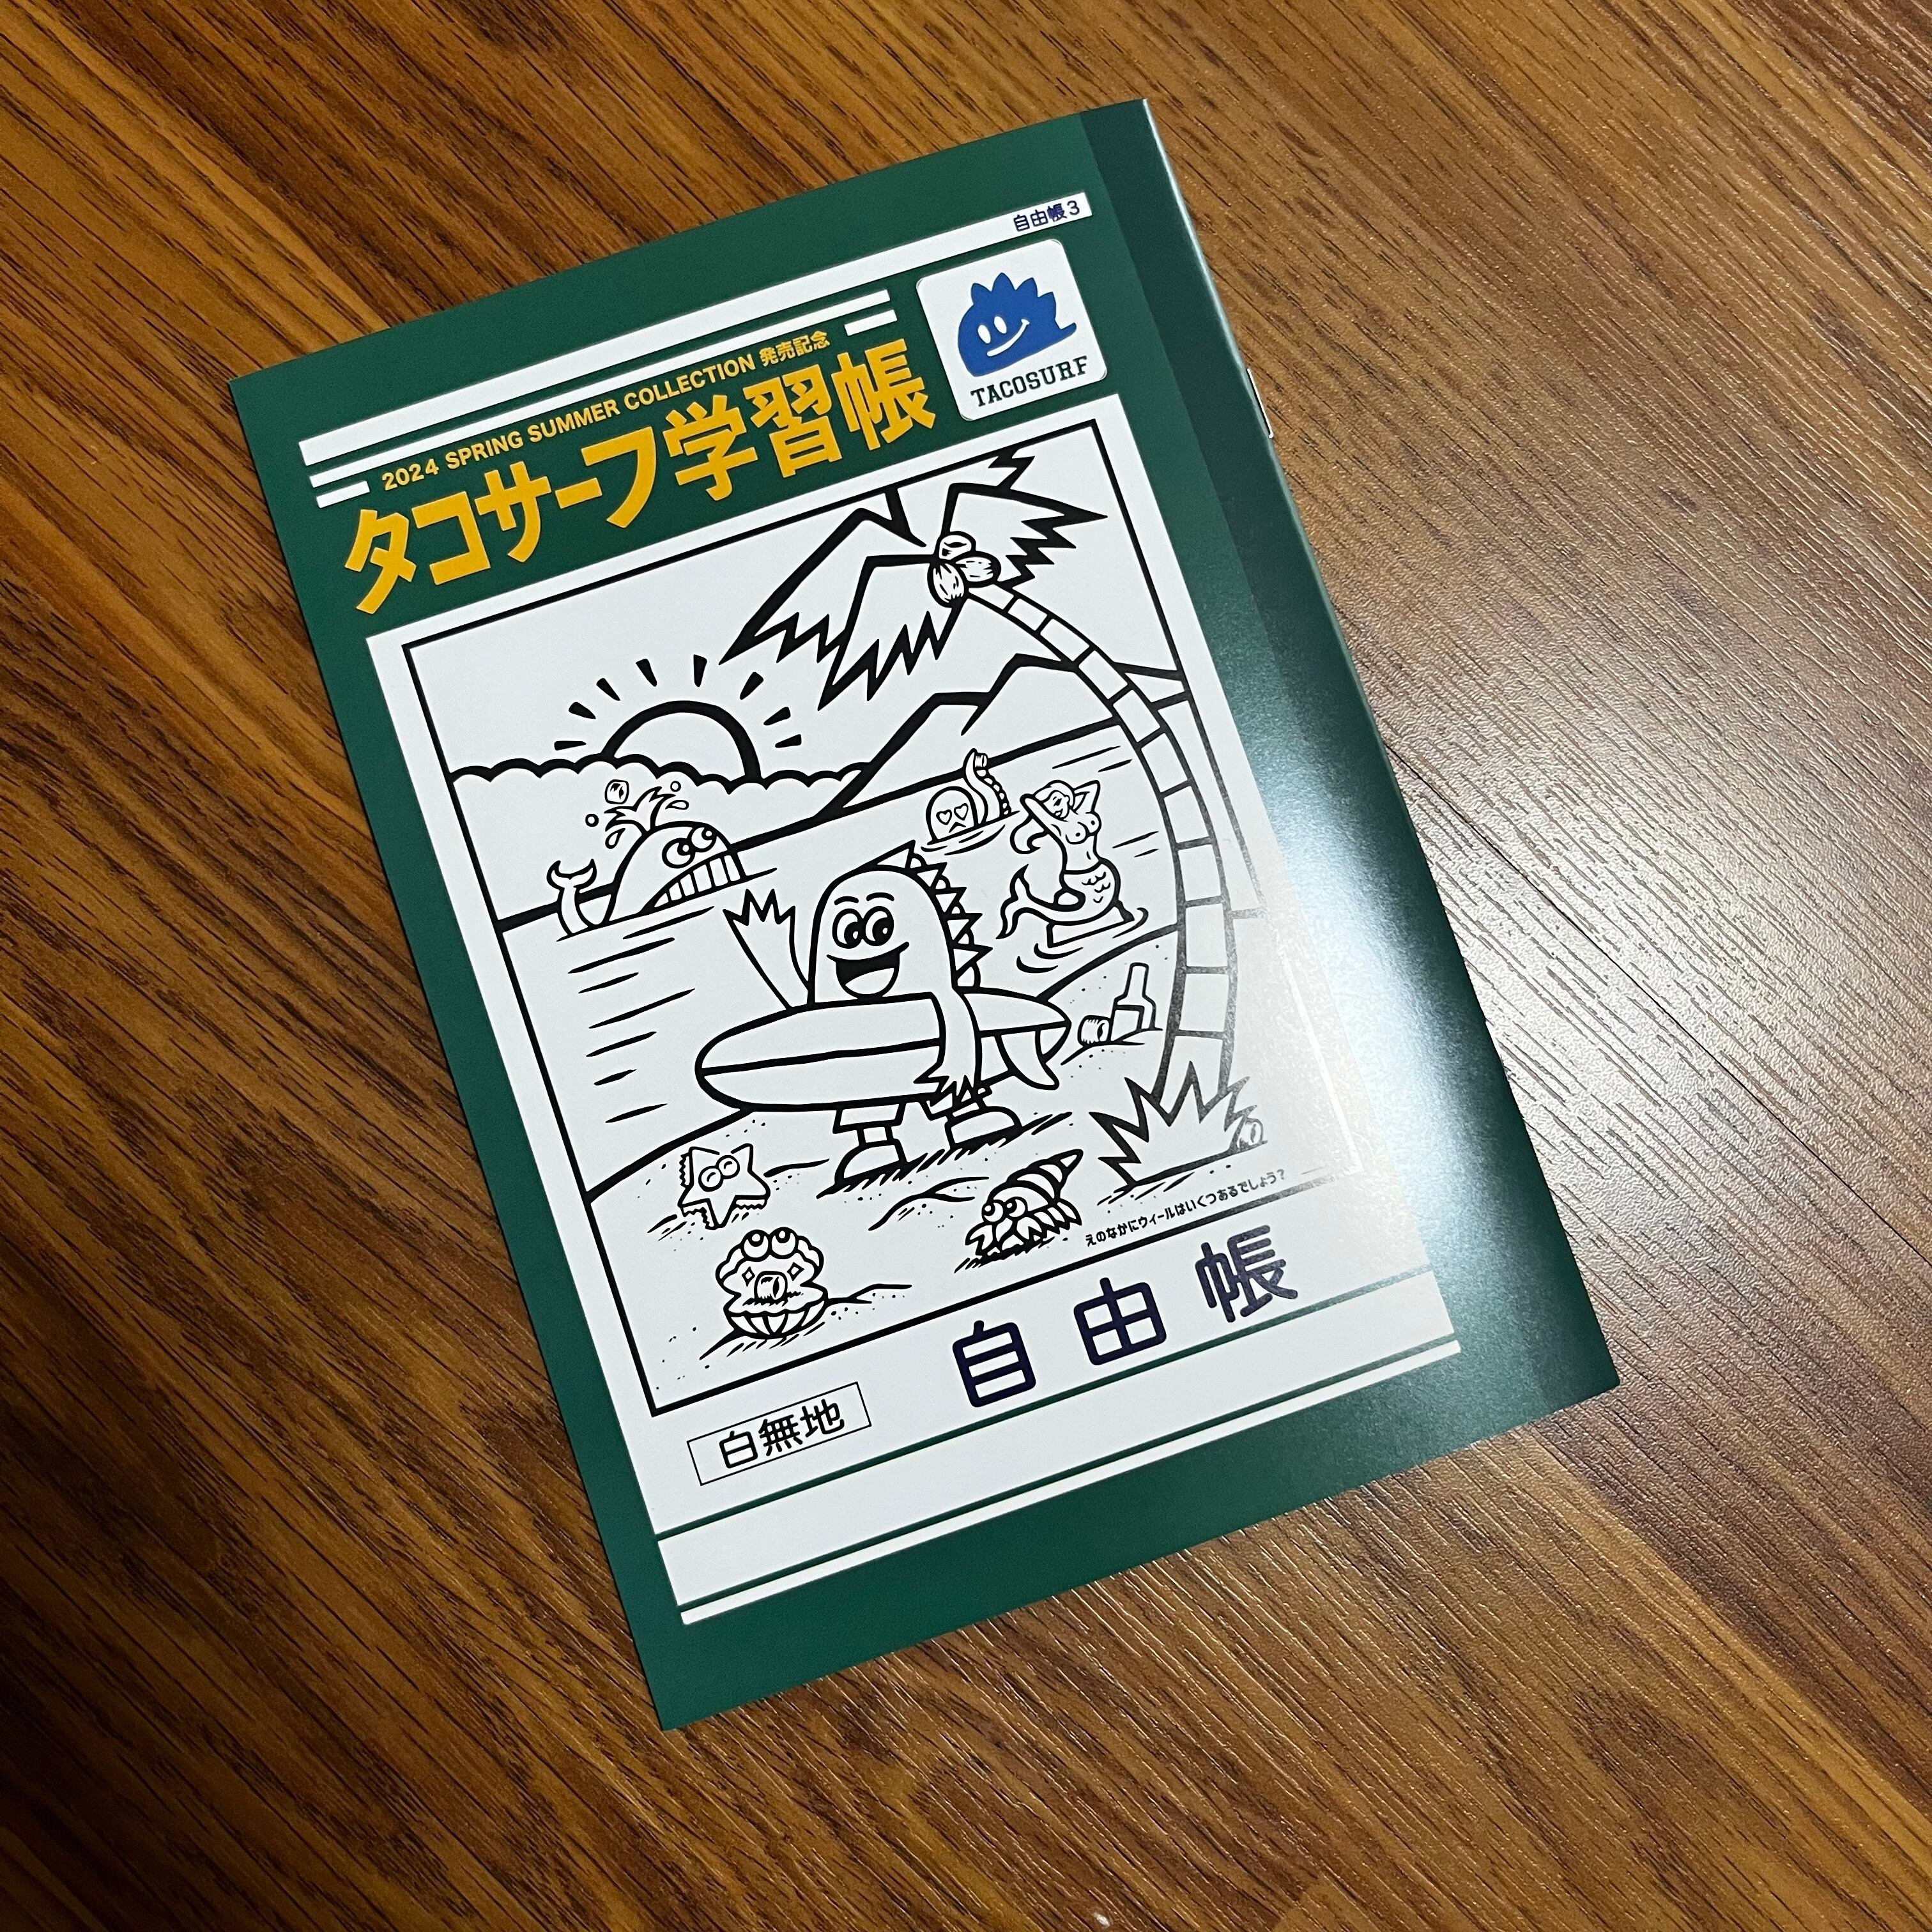 自由帳3
2024 SPRING SUMMER COLLECTION 発売記念
タコサーフ学習帳
TACOSURF
えのなかにウィールはいくつあるでしょう?
自由帳
白無地